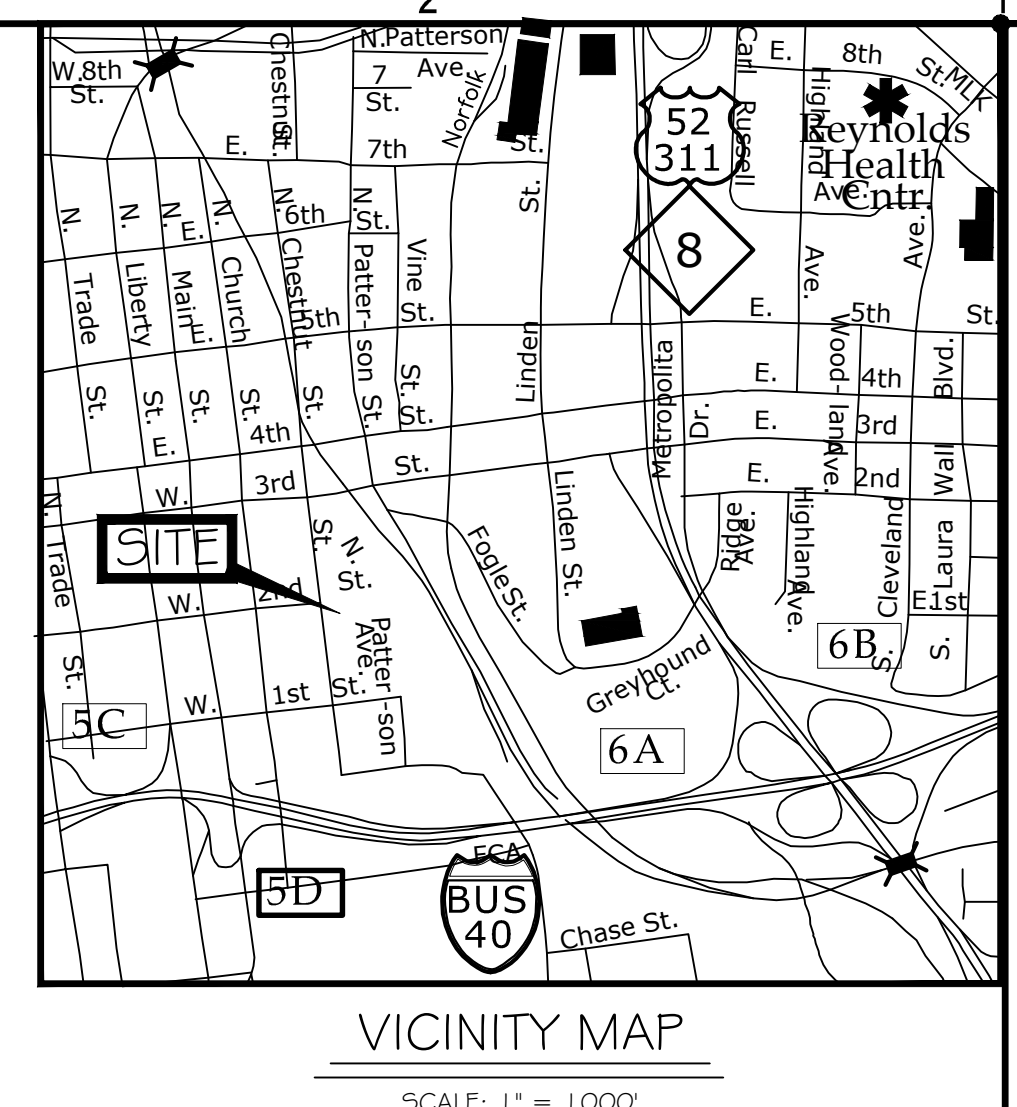 2
N.Patterson
Ave.
W.8th
St.
Chestnut
St.
7
St.
Norfolk
St.
E. 7th
Carl Russell
Ave.
E. 8th
St.
MLK
Highland
Ave.
Reynolds
Health
Cntr.
52
311
8
N. Trade St.
N. Liberty St.
N. Main St.
N. Church St.
N. Chestnut St.
N. Patter-son St.
Vine St.
Linden St.
E. 6th St.
E. 5th St.
E. 5th St.
E. 4th St.
E. 4th
E. 3rd
E. 2nd
Metropolita
Dr.
Wood-land
Ave.
Ave.
Blvd.
W. 3rd St.
SITE
N. Trade St.
St.
N.
St.
Patter-son
Ave.
W. 2nd
W. 1st St.
Fogle St.
Linden St.
Ridge
Ave.
Highland
Ave.
Cleveland
S.
Wall
Laura
S.
E.1st
Greyhound
Ct.
5C
6A
6B
5D
BUS
40
Chase St.
VICINITY MAP
SCALE: 1" = 1000'